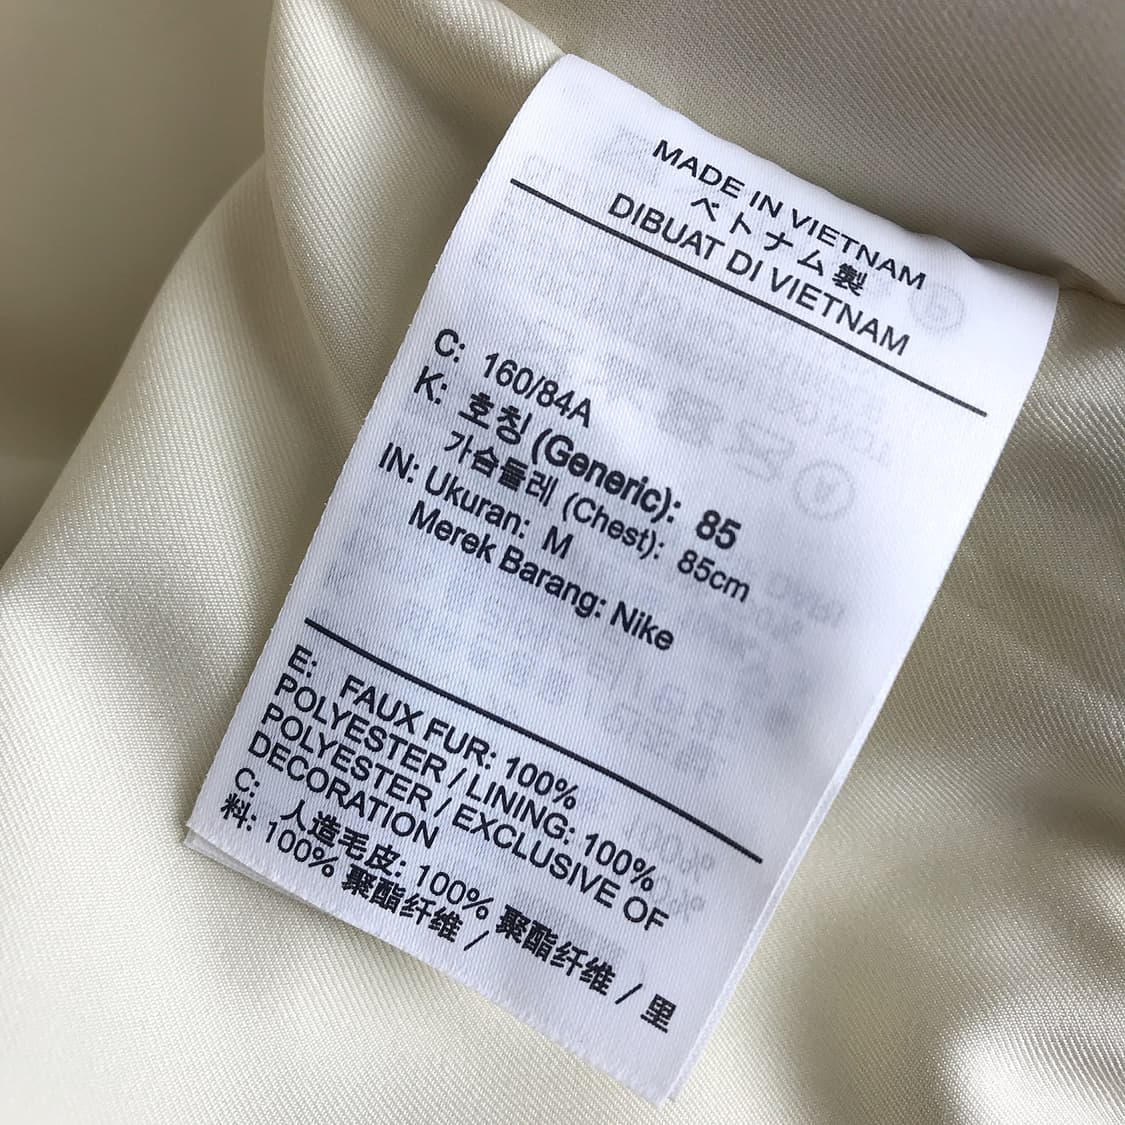 MADE IN VIETNAM
ベトナム製
DIBUAT DI VIETNAM
C: 160/84A
K: 호칭 (Generic): 85
가슴둘레 (Chest): 85cm
IN: Ukuran: M
Merek Barang: Nike
E: FAUX FUR: 100%
POLYESTER / LINING: 100%
POLYESTER / EXCLUSIVE OF
DECORATION
C: 人造毛皮: 100% 聚酯纤维 / 里
料: 100% 聚酯纤维 /